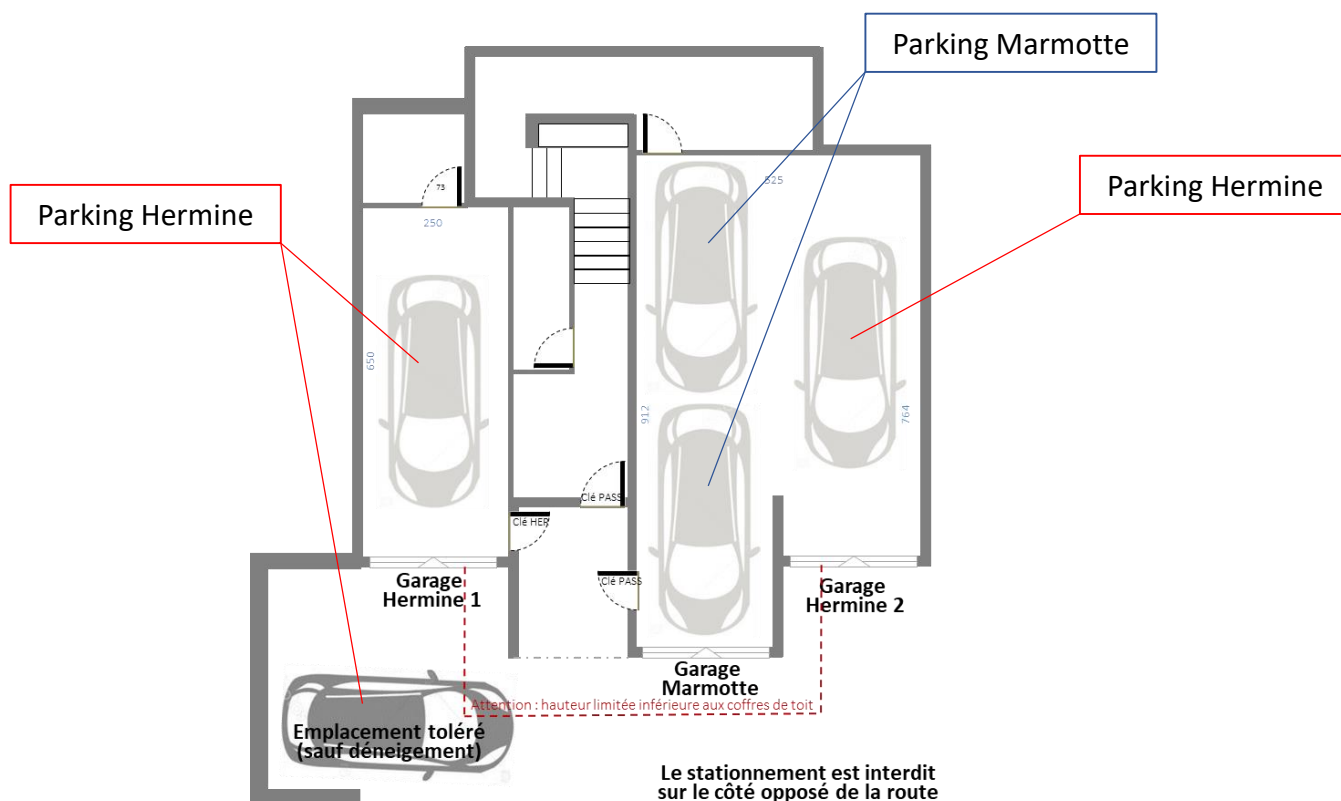 Parking Marmotte
Parking Hermine
Parking Hermine
73
250
525
650
912
764
Clé PASS
Clé HER
Clé PASS
Garage
Hermine 1
Garage
Hermine 2
Garage
Marmotte
Attention : hauteur limitée inférieure aux coffres de toit
Emplacement toléré
(sauf déneigement)
Le stationnement est interdit
sur le côté opposé de la route